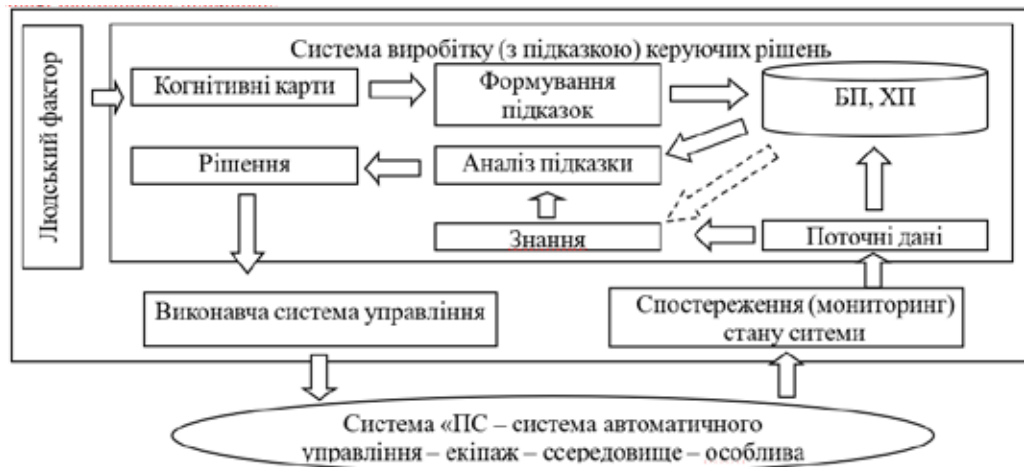 Людський фактор
Система виробітку (з підказкою) керуючих рішень
Когнитивні карти
Формування
підказок
БП, ХП
Рішення
Аналіз підказки
Знання
Поточні дані
Виконавча система управління
Спостереження (мониторинг)
стану ситеми
Система «ПС – система автоматичного
управління – екіпаж – ссередовище – особлива